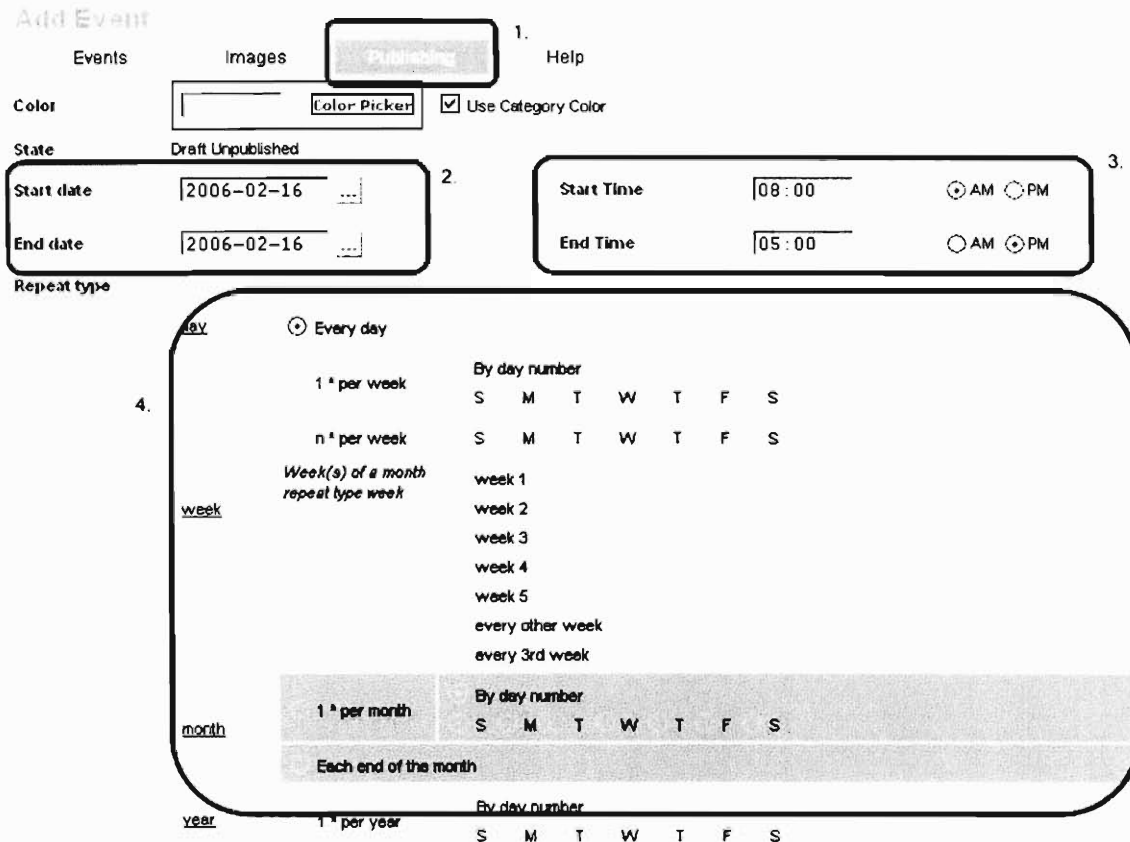 Add Event
1.
Events Images Publishing Help
Color Color Picker Use Category Color
State Draft Unpublished
2. 3.
Start date 2006-02-16 ... Start Time 08:00 AM PM
End date 2006-02-16 ... End Time 05:00 AM PM
Repeat type
day Every day
By day number
1 * per week
S M T W T F S
4.
n * per week S M T W T F S
Week(s) of a month
repeat type week
week 1
week week 2
week 3
week 4
week 5
every other week
every 3rd week
By day number
1 * per month
S M T W T F S
month
Each end of the month
By day number
year 1 * per year
S M T W T F S